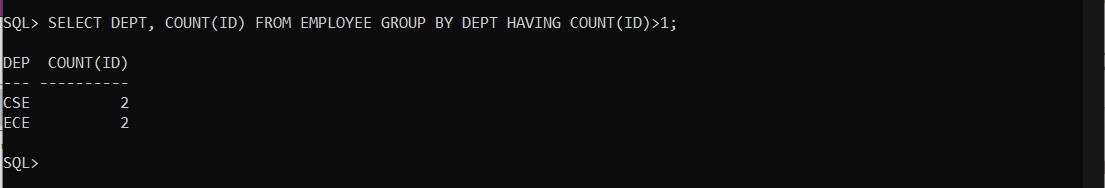 SQL> SELECT DEPT, COUNT(ID) FROM EMPLOYEE GROUP BY DEPT HAVING COUNT(ID)>1;
DEP  COUNT(ID)
--- ----------
CSE          2
ECE          2
SQL>